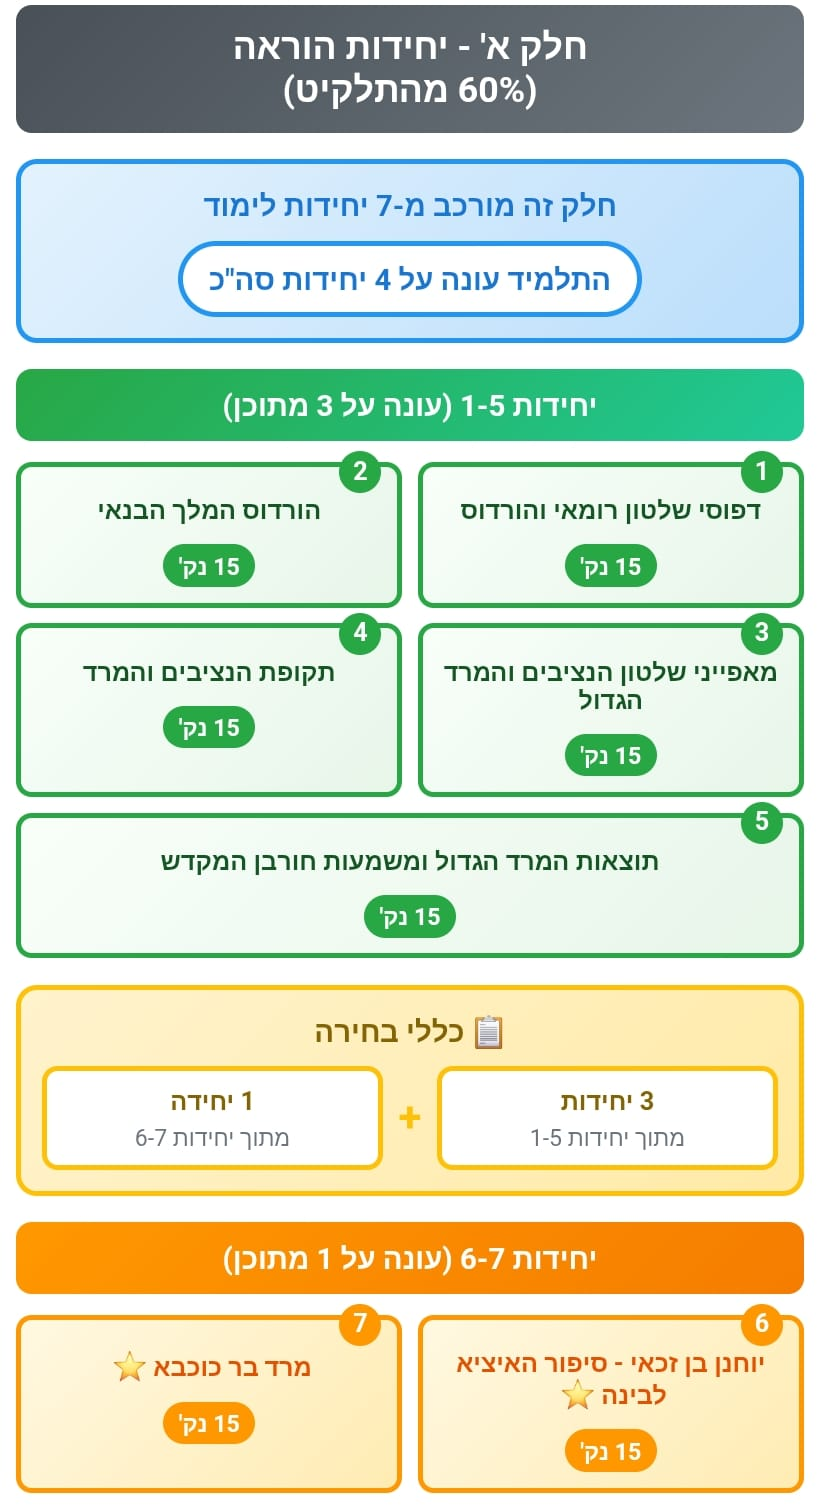 חלק א' - יחידות הוראה
(60% מהתלקיט)
חלק זה מורכב מ-7 יחידות לימוד
התלמיד עונה על 4 יחידות סה"כ
יחידות 1-5 (עונה על 3 מתוכן)
1
דפוסי שלטון רומאי והורדוס
15 נק'
2
הורדוס המלך הבנאי
15 נק'
3
מאפייני שלטון הנציבים והמרד
הגדול
15 נק'
4
תקופת הנציבים והמרד
15 נק'
5
תוצאות המרד הגדול ומשמעות חורבן המקדש
15 נק'
📋 כללי בחירה
3 יחידות
מתוך יחידות 1-5
+
1 יחידה
מתוך יחידות 6-7
יחידות 6-7 (עונה על 1 מתוכן)
6
יוחנן בן זכאי - סיפור האיציא
לבינה ⭐
15 נק'
7
מרד בר כוכבא ⭐
15 נק'